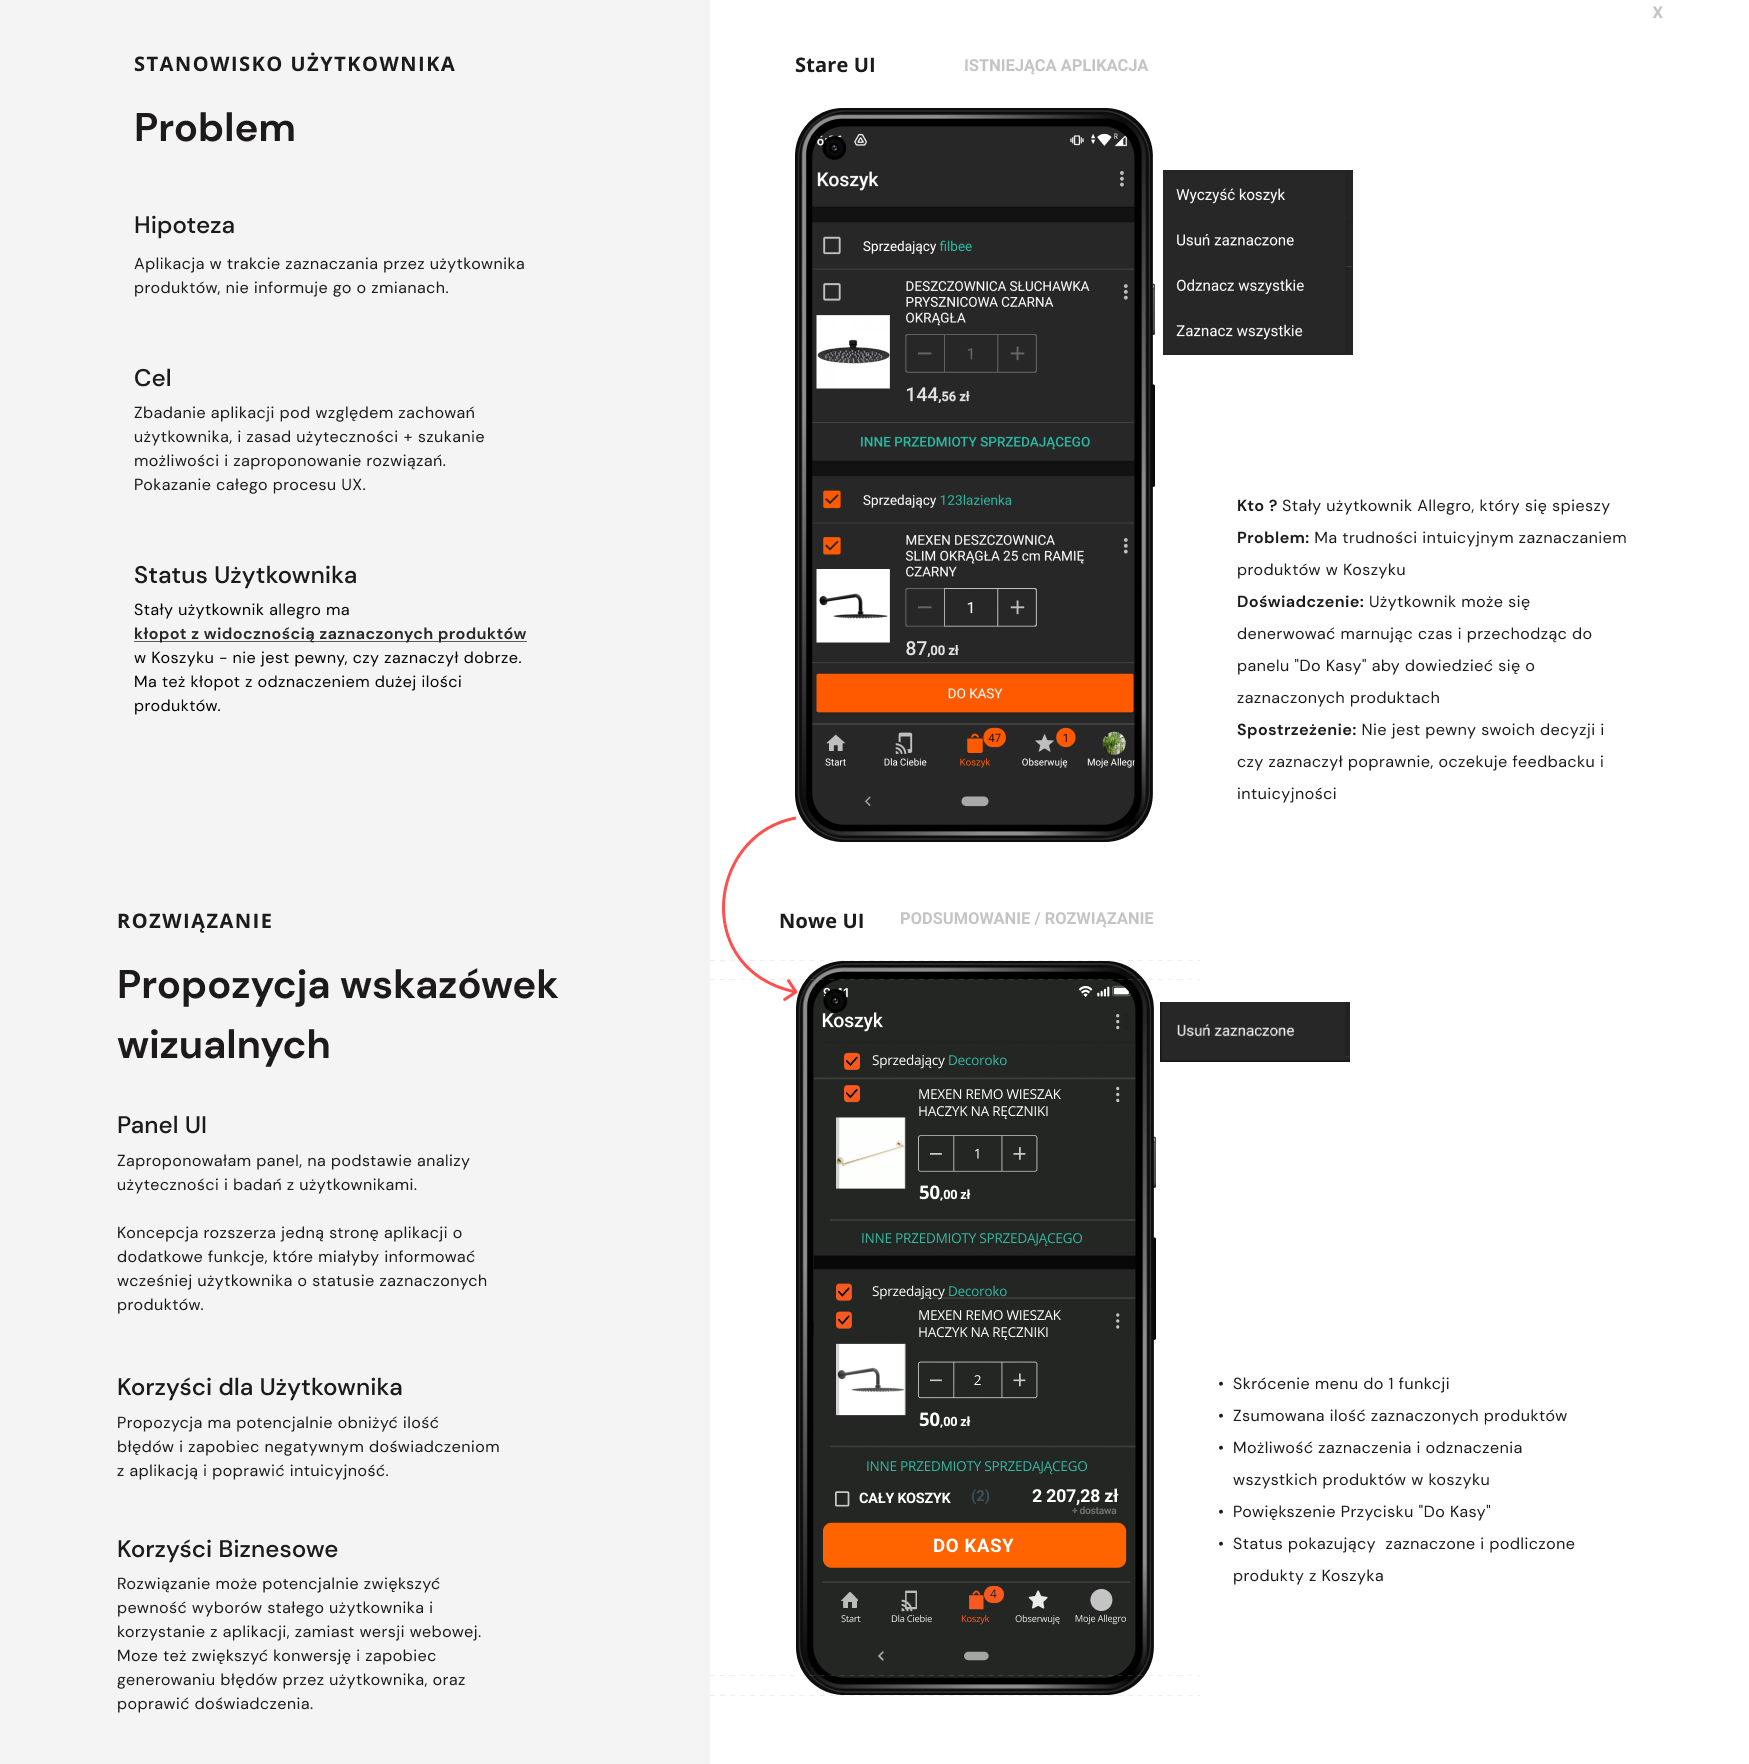 X
STANOWISKO UŻYTKOWNIKA
Problem
Hipoteza
Aplikacja w trakcie zaznaczania przez użytkownika
produktów, nie informuje go o zmianach.
Cel
Zbadanie aplikacji pod względem zachowań
użytkownika, i zasad użyteczności + szukanie
możliwości i zaproponowanie rozwiązań.
Pokazanie całego procesu UX.
Status Użytkownika
Stały użytkownik allegro ma
kłopot z widocznością zaznaczonych produktów
w Koszyku - nie jest pewny, czy zaznaczył dobrze.
Ma też kłopot z odznaczeniem dużej ilości
produktów.
Stare UI
ISTNIEJĄCA APLIKACJA
R
Koszyk
Sprzedający filbee
DESZCZOWNICA SŁUCHAWKA
PRYSZNICOWA CZARNA
OKRĄGŁA
1
144,56 zł
INNE PRZEDMIOTY SPRZEDAJĄCEGO
Sprzedający 123lazienka
MEXEN DESZCZOWNICA
SLIM OKRĄGŁA 25 cm RAMIĘ
CZARNY
1
87,00 zł
DO KASY
47
1
Start
Dla Ciebie
Koszyk
Obserwuję
Moje Allegr
Wyczyść koszyk
Usuń zaznaczone
Odznacz wszystkie
Zaznacz wszystkie
Kto ? Stały użytkownik Allegro, który się spieszy
Problem: Ma trudności intuicyjnym zaznaczaniem
produktów w Koszyku
Doświadczenie: Użytkownik może się
denerwować marnując czas i przechodząc do
panelu "Do Kasy" aby dowiedzieć się o
zaznaczonych produktach
Spostrzeżenie: Nie jest pewny swoich decyzji i
czy zaznaczył poprawnie, oczekuje feedbacku i
intuicyjności
ROZWIĄZANIE
Propozycja wskazówek
wizualnych
Panel UI
Zaproponowałam panel, na podstawie analizy
użyteczności i badań z użytkownikami.
Koncepcja rozszerza jedną stronę aplikacji o
dodatkowe funkcje, które miałyby informować
wcześniej użytkownika o statusie zaznaczonych
produktów.
Korzyści dla Użytkownika
Propozycja ma potencjalnie obniżyć ilość
błędów i zapobiec negatywnym doświadczeniom
z aplikacją i poprawić intuicyjność.
Korzyści Biznesowe
Rozwiązanie może potencjalnie zwiększyć
pewność wyborów stałego użytkownika i
korzystanie z aplikacji, zamiast wersji webowej.
Moze też zwiększyć konwersję i zapobiec
generowaniu błędów przez użytkownika, oraz
poprawić doświadczenia.
Nowe UI
PODSUMOWANIE / ROZWIĄZANIE
Koszyk
Sprzedający Decoroko
MEXEN REMO WIESZAK
HACZYK NA RĘCZNIKI
1
50,00 zł
INNE PRZEDMIOTY SPRZEDAJĄCEGO
Sprzedający Decoroko
MEXEN REMO WIESZAK
HACZYK NA RĘCZNIKI
2
50,00 zł
INNE PRZEDMIOTY SPRZEDAJĄCEGO
CAŁY KOSZYK (2) 2 207,28 zł
+ dostawa
DO KASY
4
Start
Dla Ciebie
Koszyk
Obserwuję
Moje Allegro
Usuń zaznaczone
• Skrócenie menu do 1 funkcji
• Zsumowana ilość zaznaczonych produktów
• Możliwość zaznaczenia i odznaczenia
wszystkich produktów w koszyku
• Powiększenie Przycisku "Do Kasy"
• Status pokazujący zaznaczone i podliczone
produkty z Koszyka